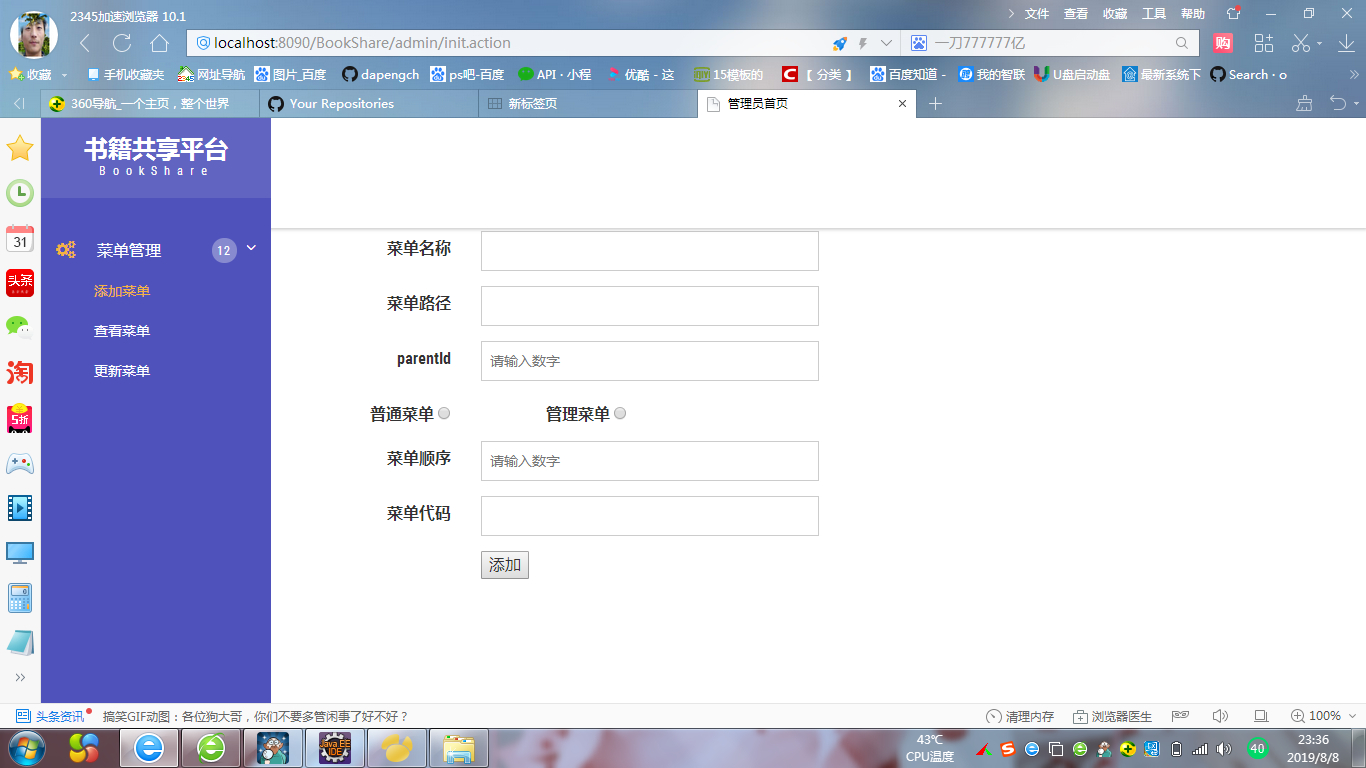 2345加速浏览器 10.1
文件 查看 收藏 工具 帮助
localhost:8090/BookShare/admin/init.action
一刀777777亿
购
收藏 手机收藏夹 网址导航 图片_百度 dapengch ps吧-百度 API · 小程 优酷 - 这 15模板的 【 分类 】 百度知道 - 我的智联 U盘启动盘 最新系统下 Search · o
360导航_一个主页，整个世界 Your Repositories 新标签页 管理员首页
书籍共享平台
BookShare
31
头条
淘
5折
菜单管理 12
添加菜单
查看菜单
更新菜单
菜单名称
菜单路径
parentId 请输入数字
普通菜单 管理菜单
菜单顺序 请输入数字
菜单代码
添加
头条资讯 搞笑GIF动图：各位狗大哥，你们不要多管闲事了好不好？
清理内存 浏览器医生 100%
Java EE
IDE
43℃
CPU温度
40
23:36
2019/8/8